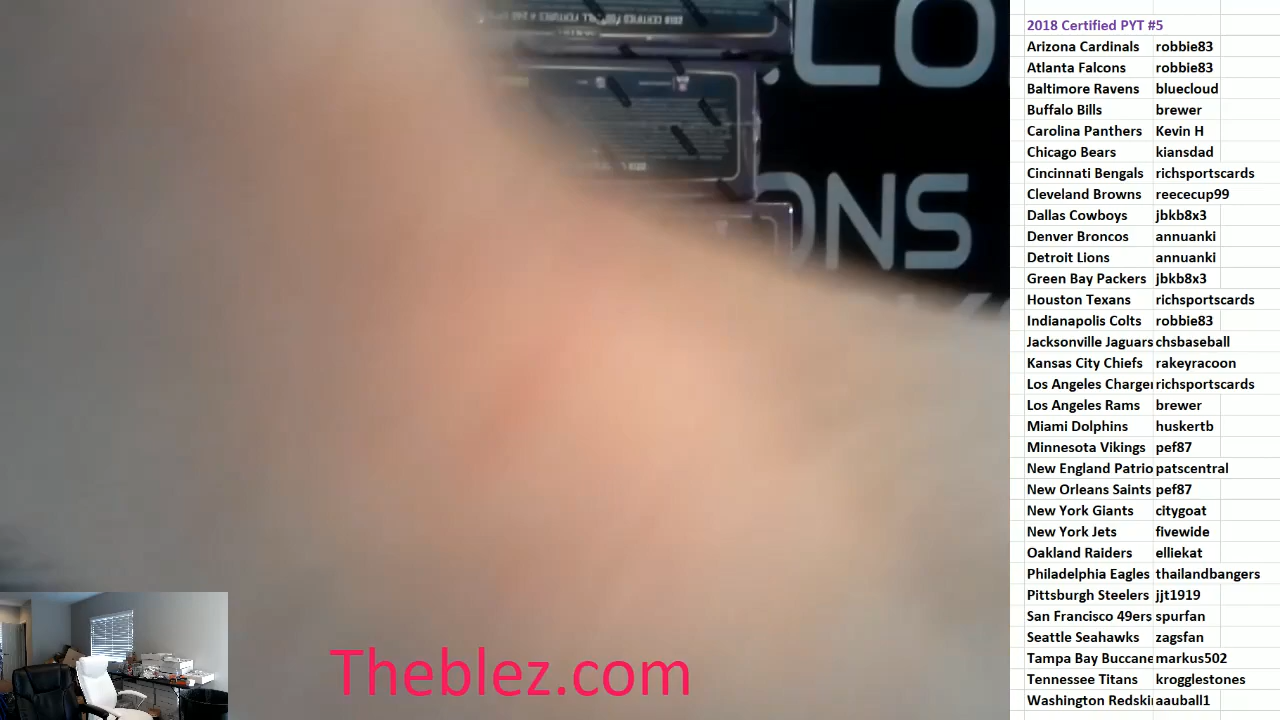 .CO
ONS
2018 Certified PYT #5
Arizona Cardinals robbie83
Atlanta Falcons robbie83
Baltimore Ravens bluecloud
Buffalo Bills brewer
Carolina Panthers Kevin H
Chicago Bears kiansdad
Cincinnati Bengals richsportscards
Cleveland Browns reececup99
Dallas Cowboys jbkb8x3
Denver Broncos annuanki
Detroit Lions annuanki
Green Bay Packers jbkb8x3
Houston Texans richsportscards
Indianapolis Colts robbie83
Jacksonville Jaguars chsbaseball
Kansas City Chiefs rakeyracoon
Los Angeles Charger richsportscards
Los Angeles Rams brewer
Miami Dolphins huskertb
Minnesota Vikings pef87
New England Patrio patscentral
New Orleans Saints pef87
New York Giants citygoat
New York Jets fivewide
Oakland Raiders elliekat
Philadelphia Eagles thailandbangers
Pittsburgh Steelers jjt1919
San Francisco 49ers spurfan
Seattle Seahawks zagsfan
Tampa Bay Buccane markus502
Tennessee Titans krogglestones
Washington Redski aauball1
Theblez.com